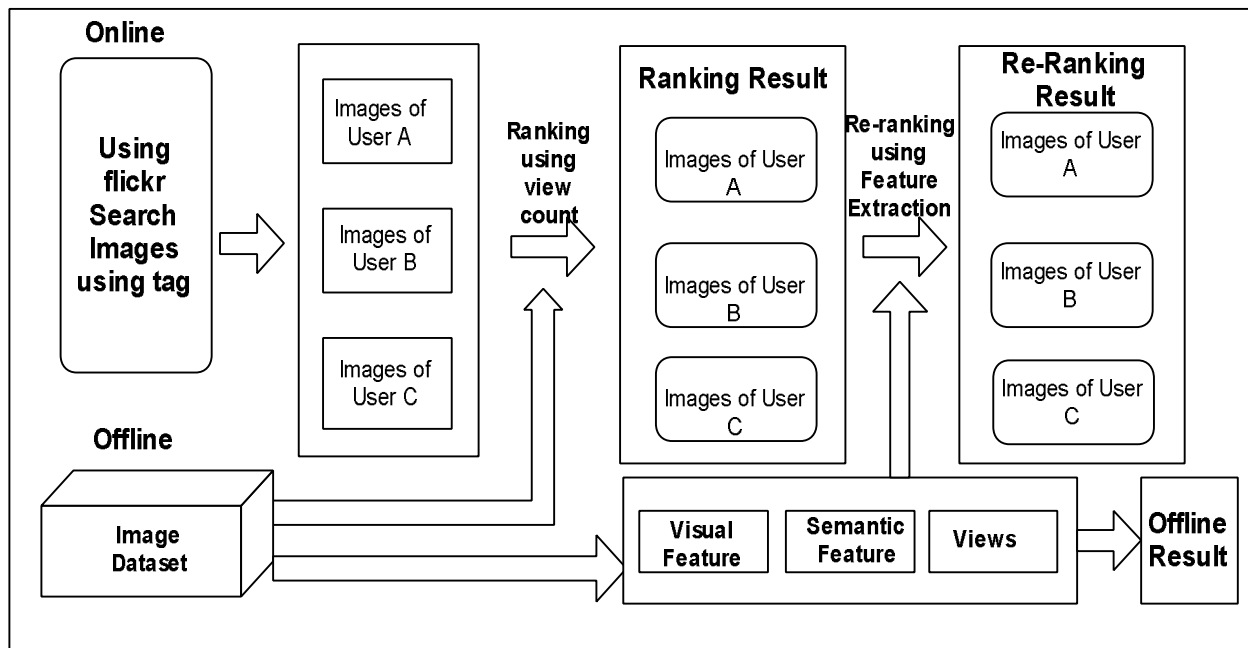 Online
Using
flickr
Search
Images
using tag
Images of
User A
Images of
User B
Images of
User C
Ranking
using
view
count
Ranking Result
Images of User
A
Images of User
B
Images of User
C
Re-ranking
using
Feature
Extraction
Re-Ranking
Result
Images of User
A
Images of User
B
Images of User
C
Offline
Image
Dataset
Visual
Feature
Semantic
Feature
Views
Offline
Result